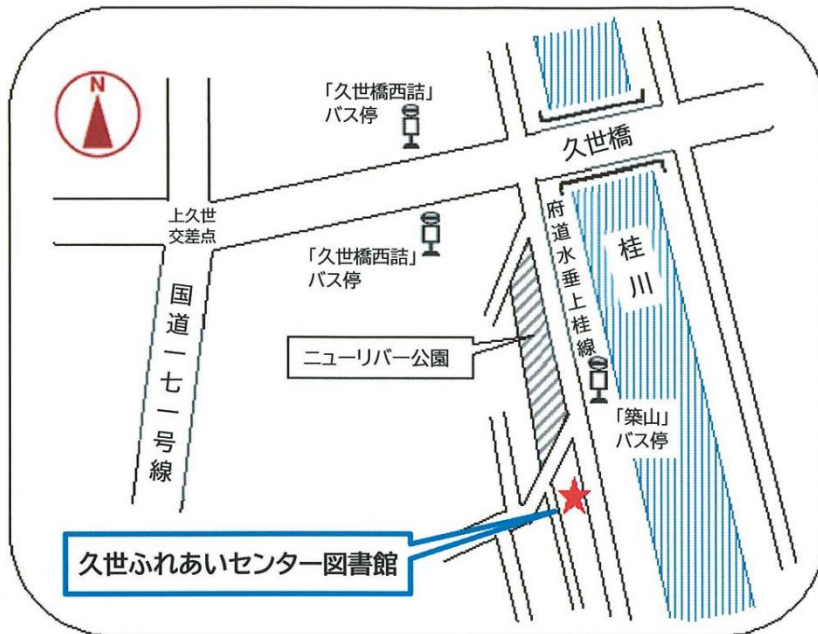 N
「久世橋西詰」
バス停
久世橋
上久世
交差点
「久世橋西詰」
バス停
府道水垂上桂線
桂川
国道一七一号線
ニューリバー公園
「築山」
バス停
久世ふれあいセンター図書館